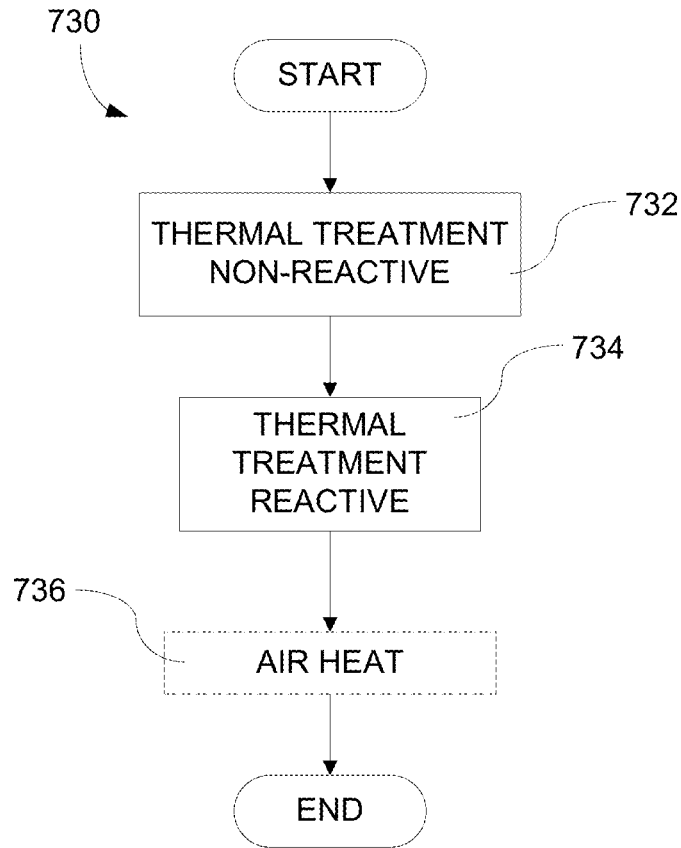 730
START
THERMAL TREATMENT
NON-REACTIVE
732
734
THERMAL
TREATMENT
REACTIVE
736
AIR HEAT
END